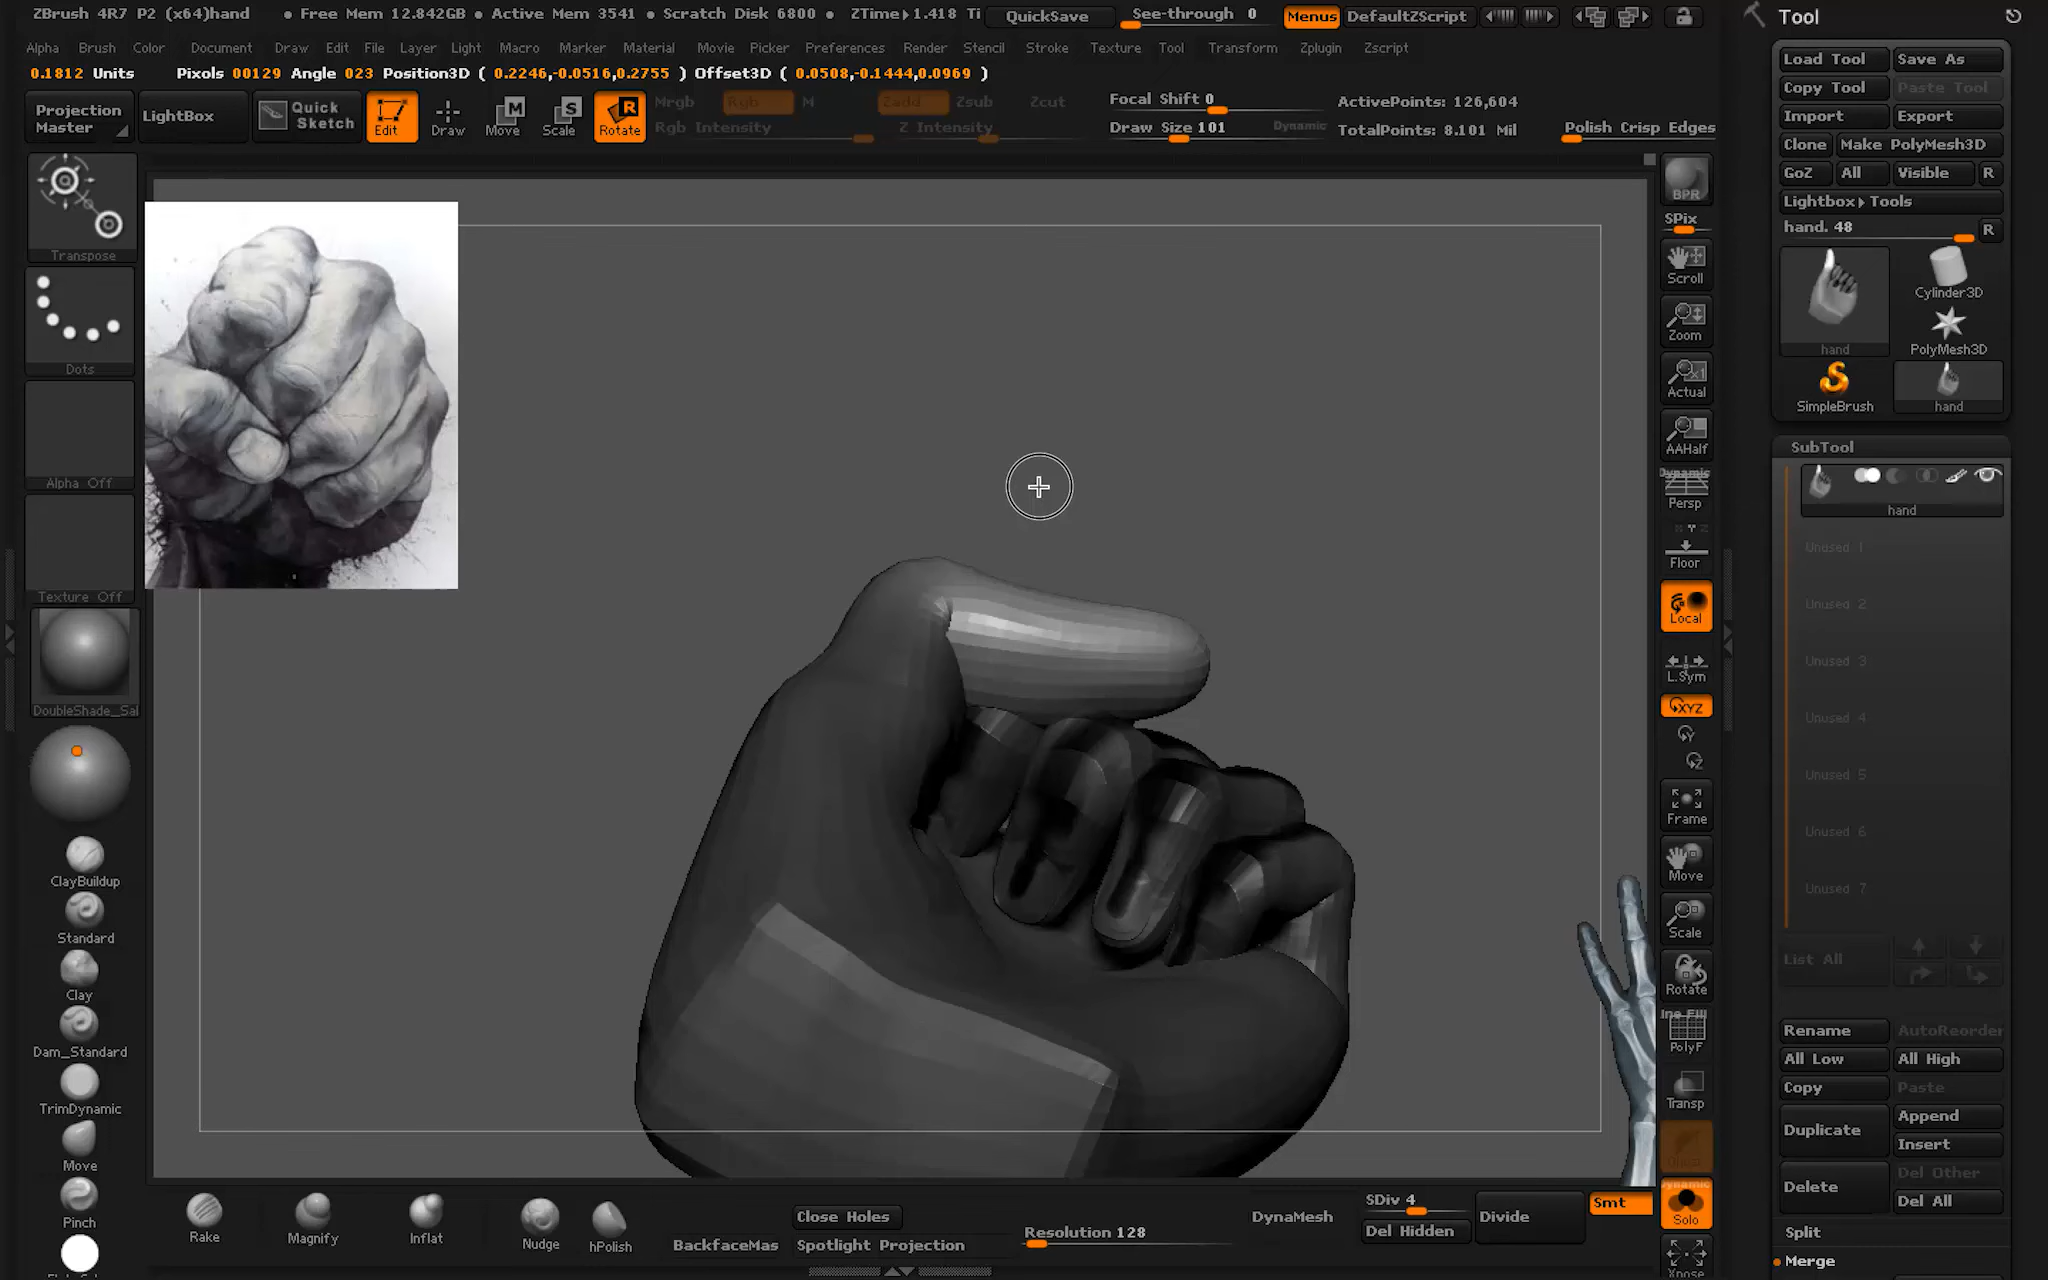 ZBrush 4R7 P2 (x64)hand • Free Mem 12.842GB • Active Mem 3541 • Scratch Disk 6800 • ZTime▸1.418 Ti QuickSave See-through 0 Menus DefaultZScript
Alpha Brush Color Document Draw Edit File Layer Light Macro Marker Material Movie Picker Preferences Render Stencil Stroke Texture Tool Transform Zplugin Zscript
0.1812 Units Pixols 00129 Angle 023 Position3D ( 0.2246,-0.0516,0.2755 ) Offset3D ( 0.0508,-0.1444,0.0969 )
Projection Master
LightBox
Quick Sketch
Edit
Draw
Move
Scale
Rotate
Mrgb Rgb M
Rgb Intensity
Zadd Zsub Zcut
Z Intensity
Focal Shift 0
Draw Size 101 Dynamic
ActivePoints: 126,604
TotalPoints: 8.101 Mil
Polish Crisp Edges
Transpose
Dots
Alpha Off
Texture Off
DoubleShade_Sal
ClayBuildup
Standard
Clay
Dam_Standard
TrimDynamic
Move
Pinch
BPR
SPix
Scroll
Zoom
Actual
AAHalf
Dynamic
Persp
Floor
Local
L.Sym
XYZ
Frame
Move
Scale
Rotate
PolyF
Transp
Dynamic
Solo
Xpose
Tool
Load Tool Save As
Copy Tool Paste Tool
Import Export
Clone Make PolyMesh3D
GoZ All Visible R
Lightbox▸Tools
hand. 48 R
hand
Cylinder3D
PolyMesh3D
SimpleBrush
hand
SubTool
hand
Unused 1
Unused 2
Unused 3
Unused 4
Unused 5
Unused 6
Unused 7
List All
Rename AutoReorder
All Low All High
Copy Paste
Duplicate Append
Insert
Delete Del Other
Del All
Split
Merge
Rake
Magnify
Inflat
Nudge
hPolish
BackfaceMas
Close Holes
Spotlight Projection
Resolution 128
DynaMesh
SDiv 4
Del Hidden
Divide
Smt